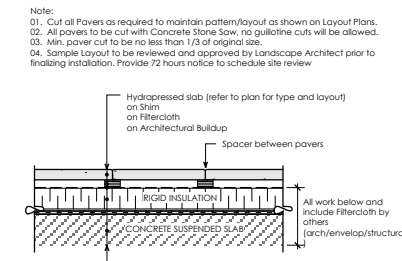 Note:
01. Cut all Pavers as required to maintain pattern/layout as shown on Layout Plans.
02. All pavers to be cut with Concrete Stone Saw, no guillotine cuts will be allowed.
03. Min. paver cut to be no less than 1/3 of original size.
04. Sample Layout to be reviewed and approved by Landscape Architect prior to
finalizing installation. Provide 72 hours notice to schedule site review
Hydrapressed slab (refer to plan for type and layout)
on Shim
on Filtercloth
on Architectural Buildup
Spacer between pavers
RIGID INSULATION
CONCRETE SUSPENDED SLAB
All work below and
include Filtercloth by
others
(arch/envelop/structurc